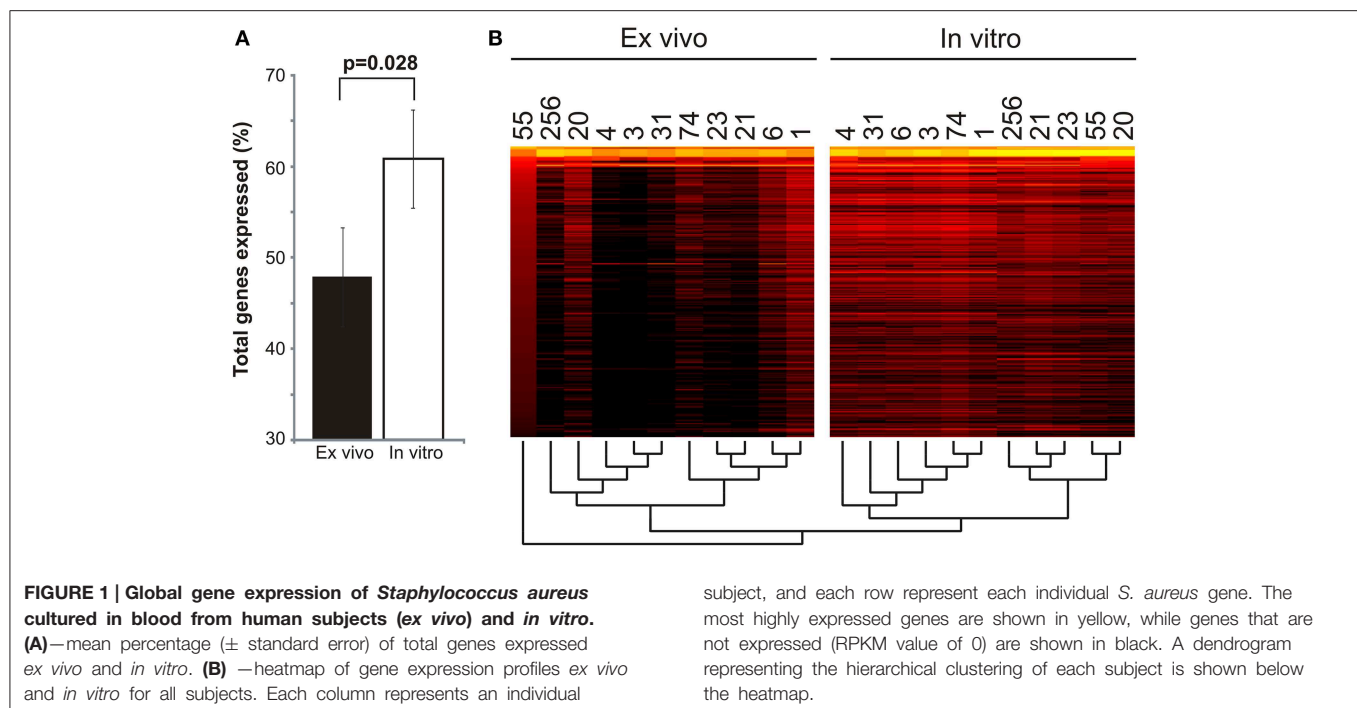 A
p=0.028
Total genes expressed (%)
70
60
50
40
30
Ex vivo
In vitro
B
Ex vivo
In vitro
55 256 20 4 3 31 74 23 21 6 1
4 31 6 3 74 1 256 21 23 55 20
FIGURE 1 | Global gene expression of Staphylococcus aureus
cultured in blood from human subjects (ex vivo) and in vitro.
(A)—mean percentage (± standard error) of total genes expressed
ex vivo and in vitro. (B) —heatmap of gene expression profiles ex vivo
and in vitro for all subjects. Each column represents an individual
subject, and each row represent each individual S. aureus gene. The
most highly expressed genes are shown in yellow, while genes that are
not expressed (RPKM value of 0) are shown in black. A dendrogram
representing the hierarchical clustering of each subject is shown below
the heatmap.